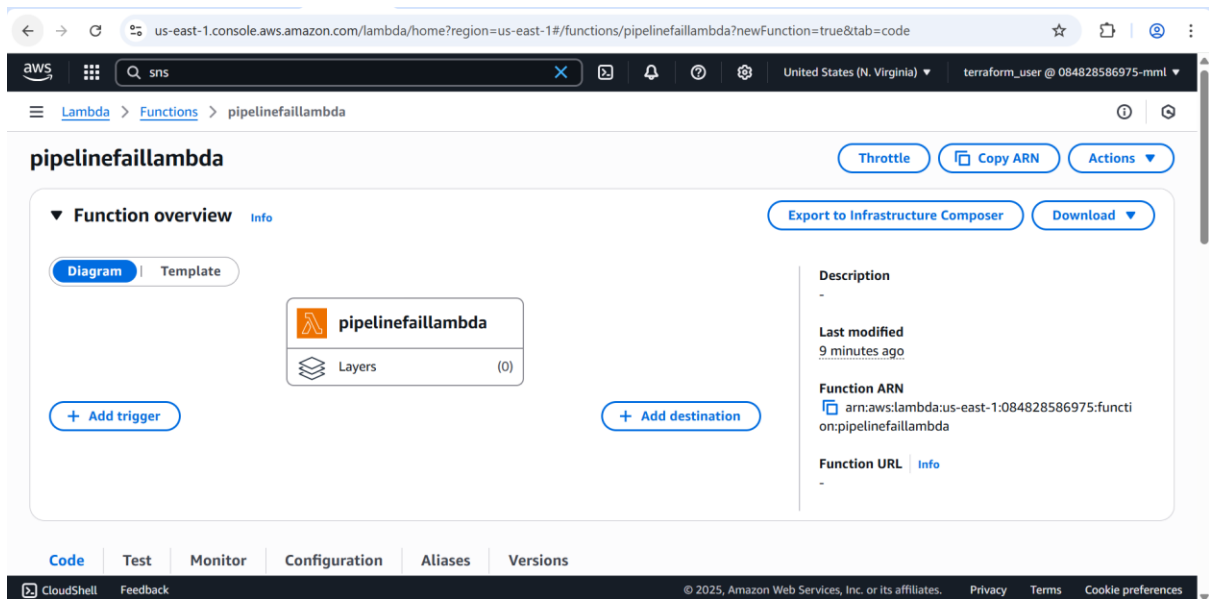 us-east-1.console.aws.amazon.com/lambda/home?region=us-east-1#/functions/pipelinefaillambda?newFunction=true&tab=code
aws sns United States (N. Virginia) ▼ terraform_user @ 084828586975-mml ▼
Lambda > Functions > pipelinefaillambda
pipelinefaillambda Throttle Copy ARN Actions ▼
▼ Function overview Info Export to Infrastructure Composer Download ▼
Diagram | Template
pipelinefaillambda
Layers (0)
+ Add trigger + Add destination
Description
-
Last modified
9 minutes ago
Function ARN
arn:aws:lambda:us-east-1:084828586975:functi
on:pipelinefaillambda
Function URL Info
-
Code Test Monitor Configuration Aliases Versions
CloudShell Feedback © 2025, Amazon Web Services, Inc. or its affiliates. Privacy Terms Cookie preferences